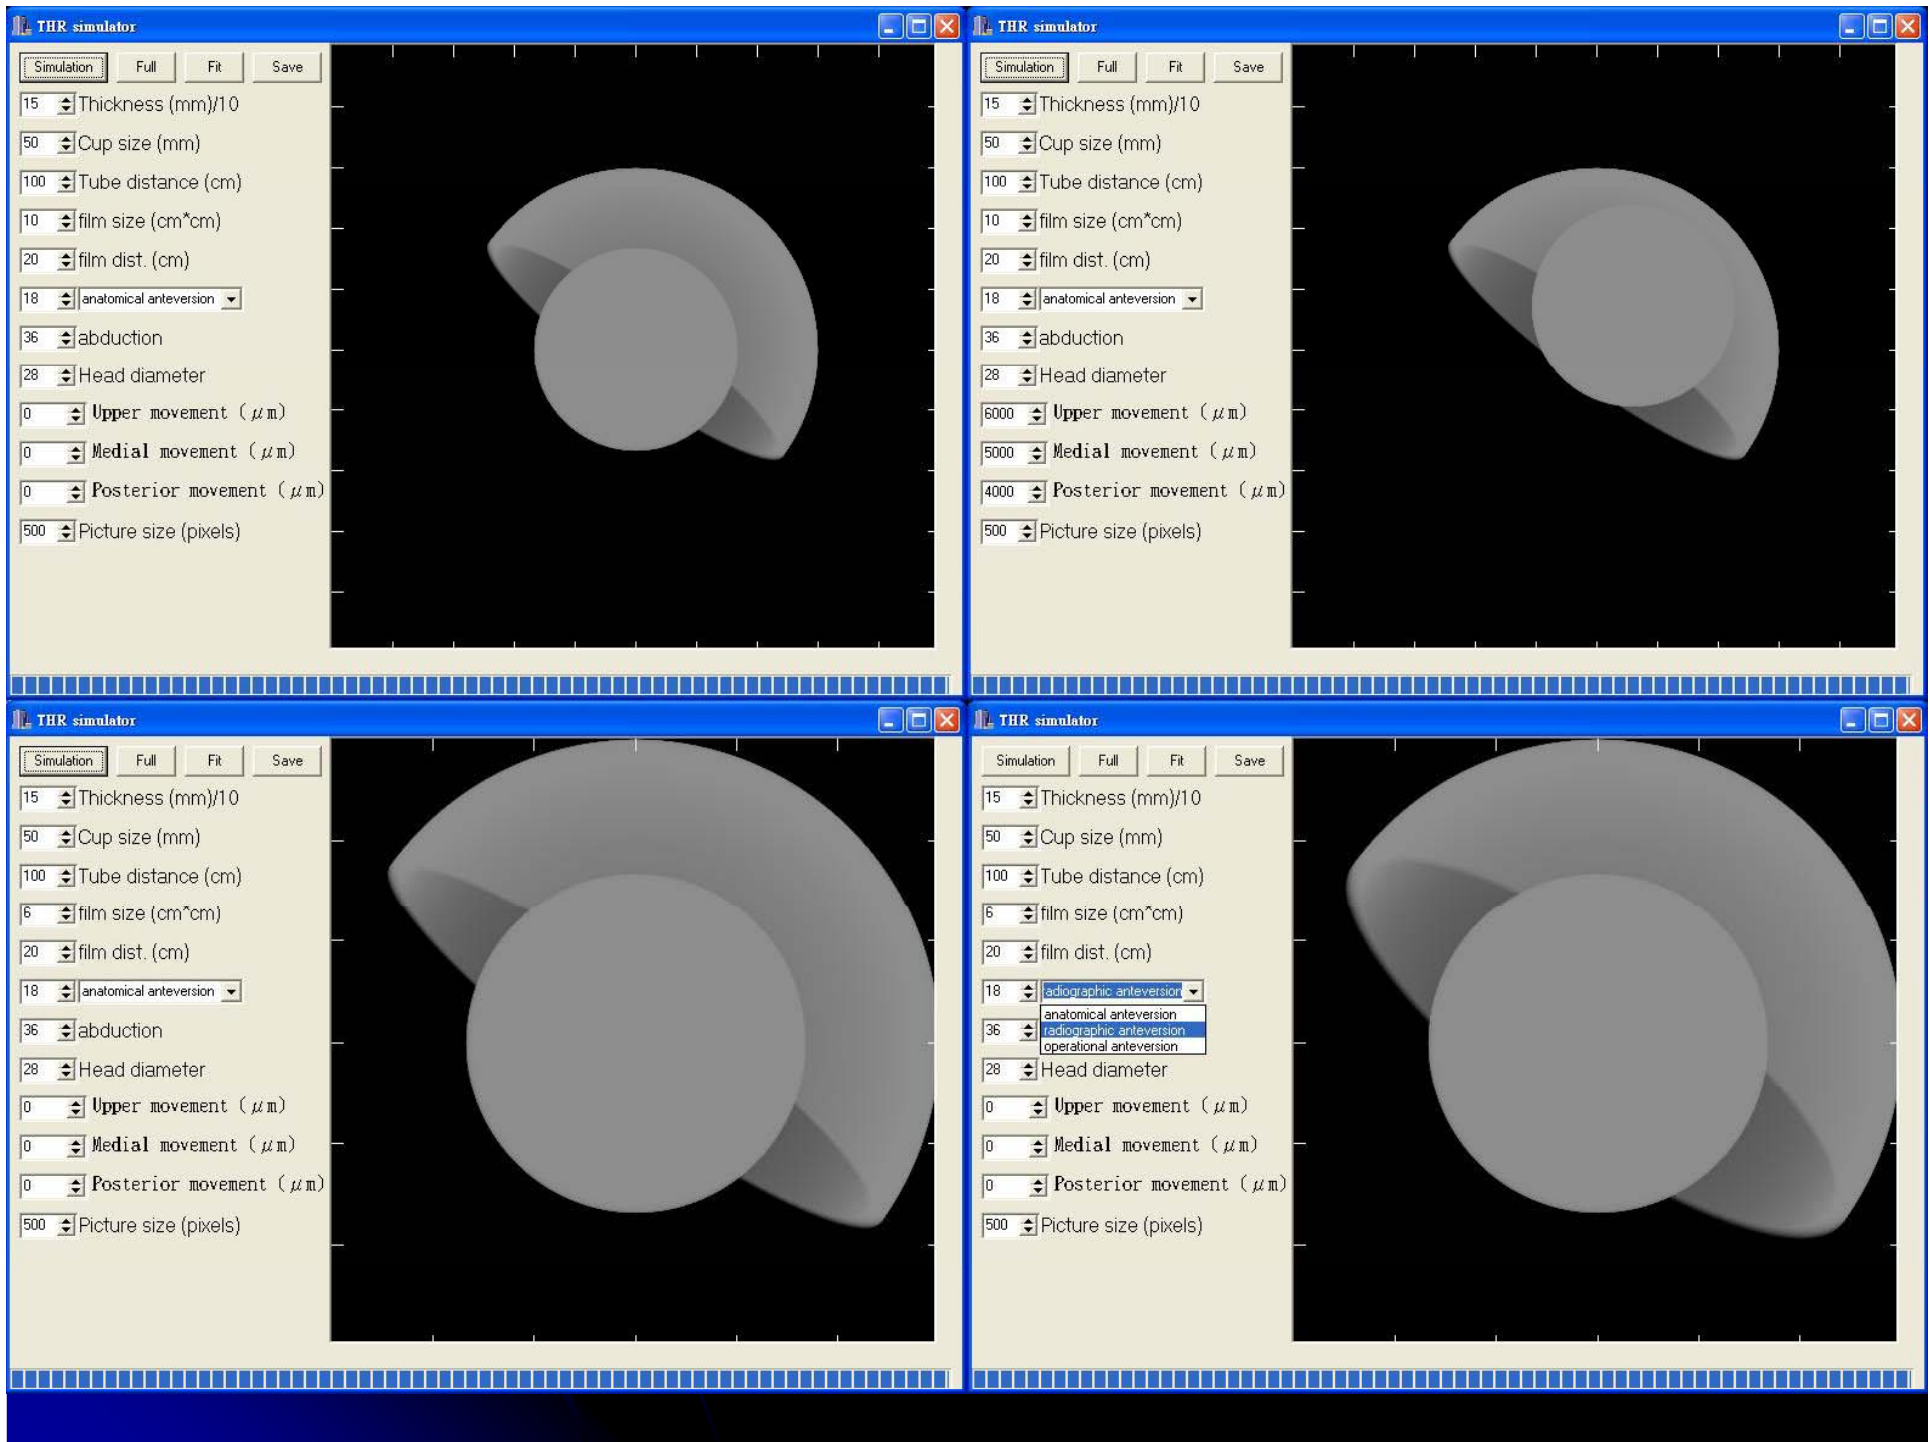 THR simulator
Simulation Full Fit Save
15 Thickness (mm)/10
50 Cup size (mm)
100 Tube distance (cm)
10 film size (cm*cm)
20 film dist. (cm)
18 anatomical anteversion
36 abduction
28 Head diameter
0 Upper movement (μm)
0 Medial movement (μm)
0 Posterior movement (μm)
500 Picture size (pixels)
THR simulator
Simulation Full Fit Save
15 Thickness (mm)/10
50 Cup size (mm)
100 Tube distance (cm)
10 film size (cm*cm)
20 film dist. (cm)
18 anatomical anteversion
36 abduction
28 Head diameter
6000 Upper movement (μm)
5000 Medial movement (μm)
4000 Posterior movement (μm)
500 Picture size (pixels)
THR simulator
Simulation Full Fit Save
15 Thickness (mm)/10
50 Cup size (mm)
100 Tube distance (cm)
6 film size (cm*cm)
20 film dist. (cm)
18 anatomical anteversion
36 abduction
28 Head diameter
0 Upper movement (μm)
0 Medial movement (μm)
0 Posterior movement (μm)
500 Picture size (pixels)
THR simulator
Simulation Full Fit Save
15 Thickness (mm)/10
50 Cup size (mm)
100 Tube distance (cm)
6 film size (cm*cm)
20 film dist. (cm)
18 radiographic anteversion
anatomical anteversion
36 radiographic anteversion
operational anteversion
28 Head diameter
0 Upper movement (μm)
0 Medial movement (μm)
0 Posterior movement (μm)
500 Picture size (pixels)